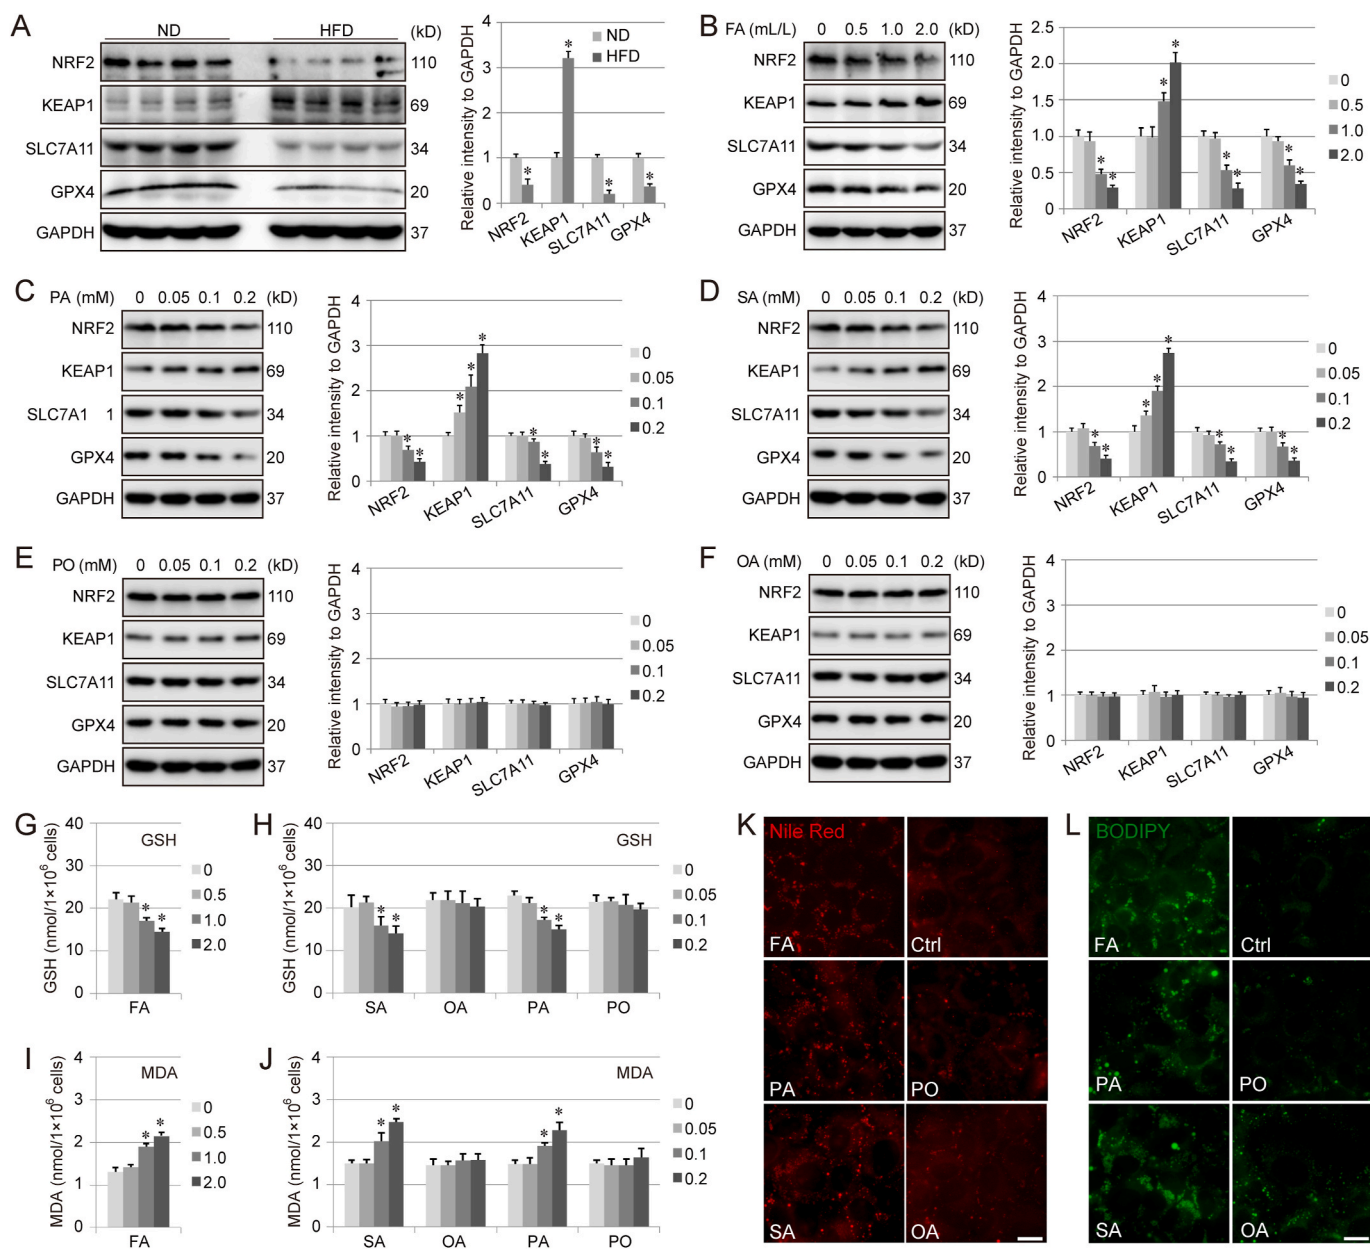 A
ND HFD (kD)
NRF2 110
KEAP1 69
SLC7A11 34
GPX4 20
GAPDH 37
Relative intensity to GAPDH
4
3
2
1
0
ND
HFD
*
* * *
NRF2 KEAP1 SLC7A11 GPX4
B
FA (mL/L) 0 0.5 1.0 2.0 (kD)
NRF2 110
KEAP1 69
SLC7A11 34
GPX4 20
GAPDH 37
Relative intensity to GAPDH
2.5
2.0
1.5
1.0
0.5
0
* * * * * * * *
0
0.5
1.0
2.0
NRF2 KEAP1 SLC7A11 GPX4
C
PA (mM) 0 0.05 0.1 0.2 (kD)
NRF2 110
KEAP1 69
SLC7A1 1 34
GPX4 20
GAPDH 37
Relative intensity to GAPDH
4
3
2
1
0
* * * * * * * * *
0
0.05
0.1
0.2
NRF2 KEAP1 SLC7A11 GPX4
D
SA (mM) 0 0.05 0.1 0.2 (kD)
NRF2 110
KEAP1 69
SLC7A11 34
GPX4 20
GAPDH 37
Relative intensity to GAPDH
4
3
2
1
0
* * * * * * * * *
0
0.05
0.1
0.2
NRF2 KEAP1 SLC7A11 GPX4
E
PO (mM) 0 0.05 0.1 0.2 (kD)
NRF2 110
KEAP1 69
SLC7A11 34
GPX4 20
GAPDH 37
Relative intensity to GAPDH
4
3
2
1
0
0
0.05
0.1
0.2
NRF2 KEAP1 SLC7A11 GPX4
F
OA (mM) 0 0.05 0.1 0.2 (kD)
NRF2 110
KEAP1 69
SLC7A11 34
GPX4 20
GAPDH 37
Relative intensity to GAPDH
4
3
2
1
0
0
0.05
0.1
0.2
NRF2 KEAP1 SLC7A11 GPX4
G
GSH (nmol/1×10⁶ cells)
40
30
20
10
0
GSH
* *
0
0.5
1.0
2.0
FA
H
GSH (nmol/1×10⁶ cells)
40
30
20
10
0
GSH
* * * *
0
0.05
0.1
0.2
SA OA PA PO
I
MDA (nmol/1×10⁶ cells)
4
3
2
1
0
MDA
* *
0
0.5
1.0
2.0
FA
J
MDA (nmol/1×10⁶ cells)
4
3
2
1
0
MDA
* * * *
0
0.05
0.1
0.2
SA OA PA PO
K
Nile Red
FA Ctrl
PA PO
SA OA
L
BODIPY
FA Ctrl
PA PO
SA OA